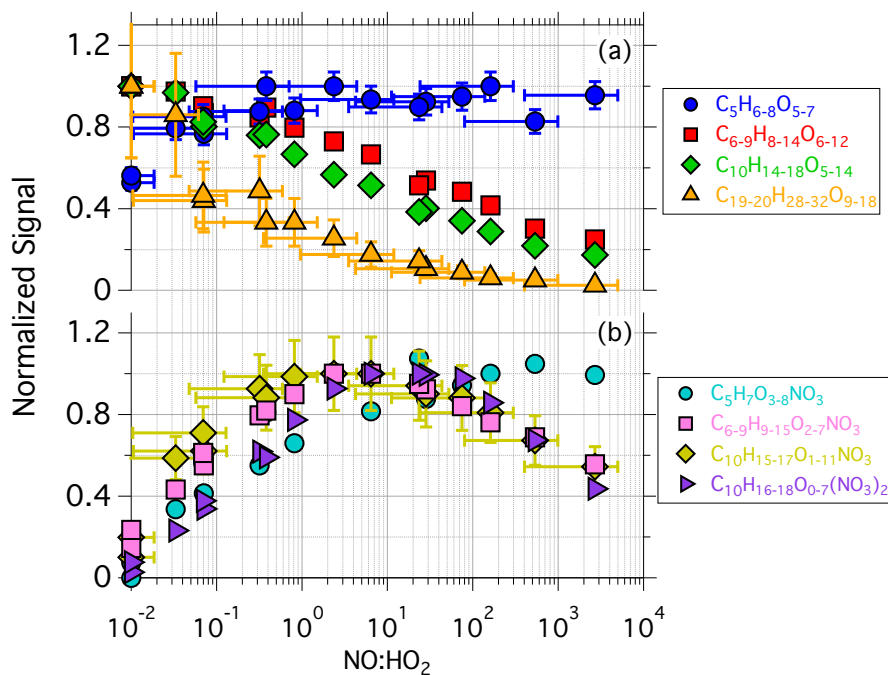 (a)
1.2
0.8
0.4
0
C5H6-8O5-7
C6-9H8-14O6-12
C10H14-18O5-14
C19-20H28-32O9-18
Normalized Signal
(b)
1.2
0.8
0.4
0
C5H7O3-8NO3
C6-9H9-15O2-7NO3
C10H15-17O1-11NO3
C10H16-18O0-7(NO3)2
10^-2 10^-1 10^0 10^1 10^2 10^3 10^4
NO:HO2